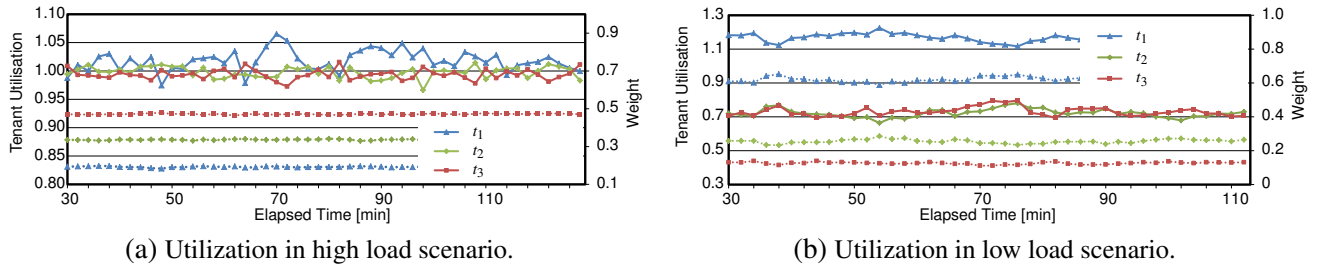 1.10
1.05
1.00
0.95
0.90
0.85
0.80
Tenant Utilisation
0.9
0.7
0.5
0.3
0.1
Weight
t1
t2
t3
30 50 70 90 110
Elapsed Time [min]
(a) Utilization in high load scenario.
1.3
1.1
0.9
0.7
0.5
0.3
Tenant Utilisation
1.0
0.8
0.6
0.4
0.2
0
Weight
t1
t2
t3
30 50 70 90 110
Elapsed Time [min]
(b) Utilization in low load scenario.